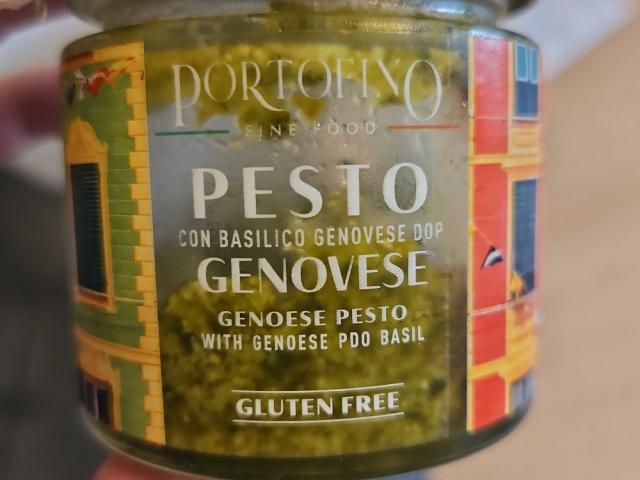 PORTOFINO
FINE FOOD
PESTO
CON BASILICO GENOVESE DOP
GENOVESE
GENOESE PESTO
WITH GENOESE PDO BASIL
GLUTEN FREE